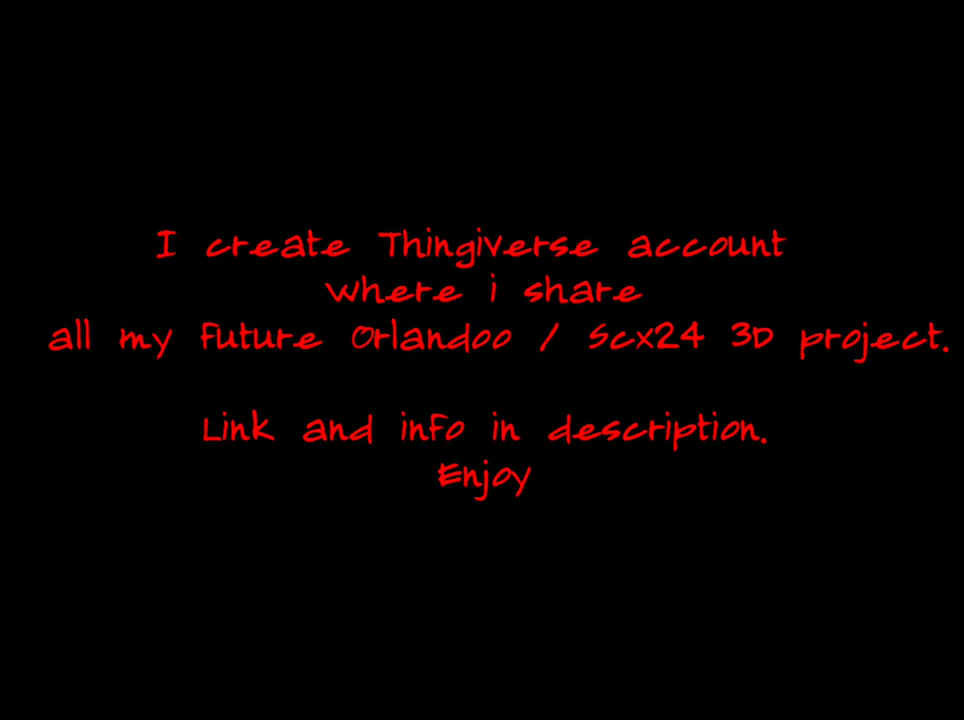 I create Thingiverse account
where i share
all my future Orlandoo / Scx24 3D project.
Link and info in description.
Enjoy